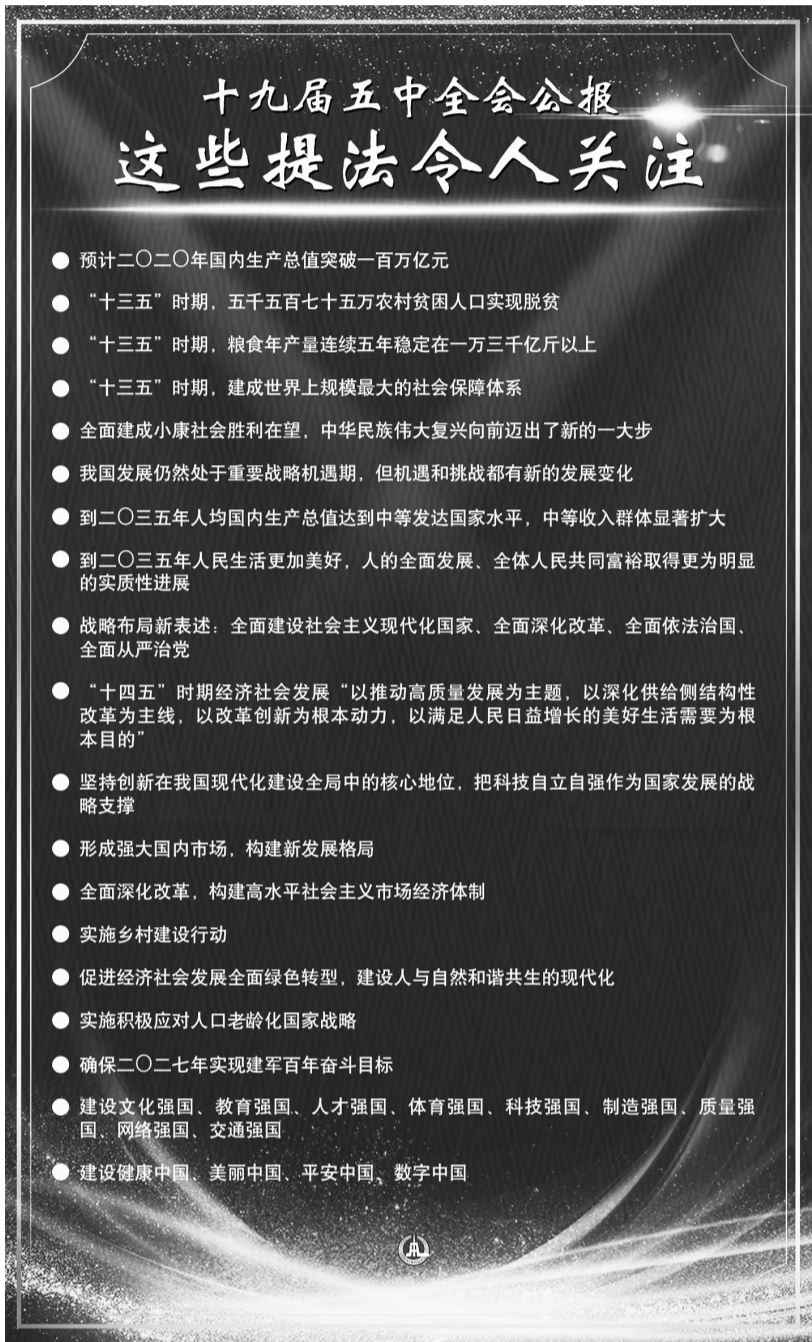 十九届五中全会公报
这些提法令人关注
● 预计二〇二〇年国内生产总值突破一百万亿元
● “十三五”时期，五千五百七十五万农村贫困人口实现脱贫
● “十三五”时期，粮食年产量连续五年稳定在一万三千亿斤以上
● “十三五”时期，建成世界上规模最大的社会保障体系
● 全面建成小康社会胜利在望，中华民族伟大复兴向前迈出了新的一大步
● 我国发展仍然处于重要战略机遇期，但机遇和挑战都有新的发展变化
● 到二〇三五年人均国内生产总值达到中等发达国家水平，中等收入群体显著扩大
● 到二〇三五年人民生活更加美好，人的全面发展、全体人民共同富裕取得更为明显
的实质性进展
● 战略布局新表述：全面建设社会主义现代化国家、全面深化改革、全面依法治国、
全面从严治党
● “十四五”时期经济社会发展“以推动高质量发展为主题，以深化供给侧结构性
改革为主线，以改革创新为根本动力，以满足人民日益增长的美好生活需要为根
本目的”
● 坚持创新在我国现代化建设全局中的核心地位，把科技自立自强作为国家发展的战
略支撑
● 形成强大国内市场，构建新发展格局
● 全面深化改革，构建高水平社会主义市场经济体制
● 实施乡村建设行动
● 促进经济社会发展全面绿色转型，建设人与自然和谐共生的现代化
● 实施积极应对人口老龄化国家战略
● 确保二〇二七年实现建军百年奋斗目标
● 建设文化强国、教育强国、人才强国、体育强国、科技强国、制造强国、质量强
国、网络强国、交通强国
● 建设健康中国、美丽中国、平安中国、数字中国